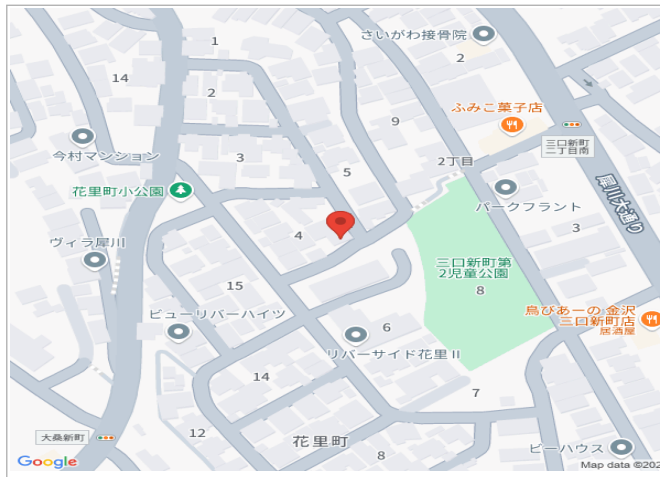 1
さいがわ接骨院
2
14
2
ふみこ菓子店
9
三口新町
三丁目南
今村マンション
3
5
2丁目
花里町小公園
パークフラント
犀川大通り
4
3
ヴィラ犀川
三口新町第
2児童公園
15
8
鳥びあーの 金沢
三口新町店
居酒屋
ビューリバーハイツ
6
リバーサイド花里Ⅱ
14
7
大桑新町
12
花里町
8
ビーハウス
Google
Map data ©202